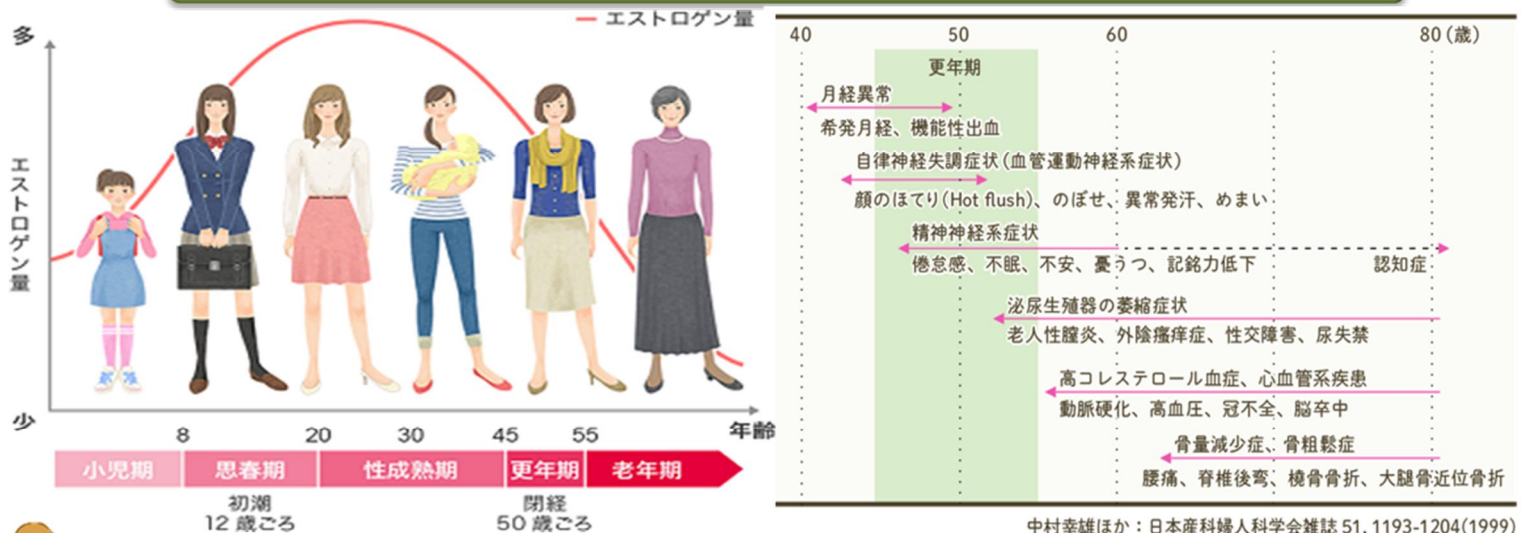 エストロゲン量
多
エストロゲン量
少
8 20 30 45 55 年齢
小児期 思春期 性成熟期 更年期 老年期
初潮
12歳ごろ
閉経
50歳ごろ
40 50 60 80(歳)
更年期
月経異常
希発月経、機能性出血
自律神経失調症状(血管運動神経系症状)
顔のほてり(Hot flush)、のぼせ、異常発汗、めまい
精神神経系症状
倦怠感、不眠、不安、憂うつ、記銘力低下 認知症
泌尿生殖器の萎縮症状
老人性膣炎、外陰瘙痒症、性交障害、尿失禁
高コレステロール血症、心血管系疾患
動脈硬化、高血圧、冠不全、脳卒中
骨量減少症、骨粗鬆症
腰痛、脊椎後弯、橈骨骨折、大腿骨近位骨折
中村幸雄ほか：日本産科婦人科学会雑誌 51, 1193-1204(1999)